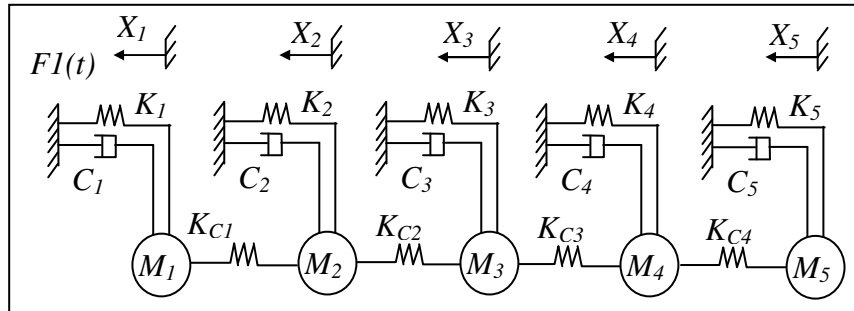 X1 X2 X3 X4 X5
F1(t)
K1 K2 K3 K4 K5
C1 C2 C3 C4 C5
KC1 KC2 KC3 KC4
M1 M2 M3 M4 M5